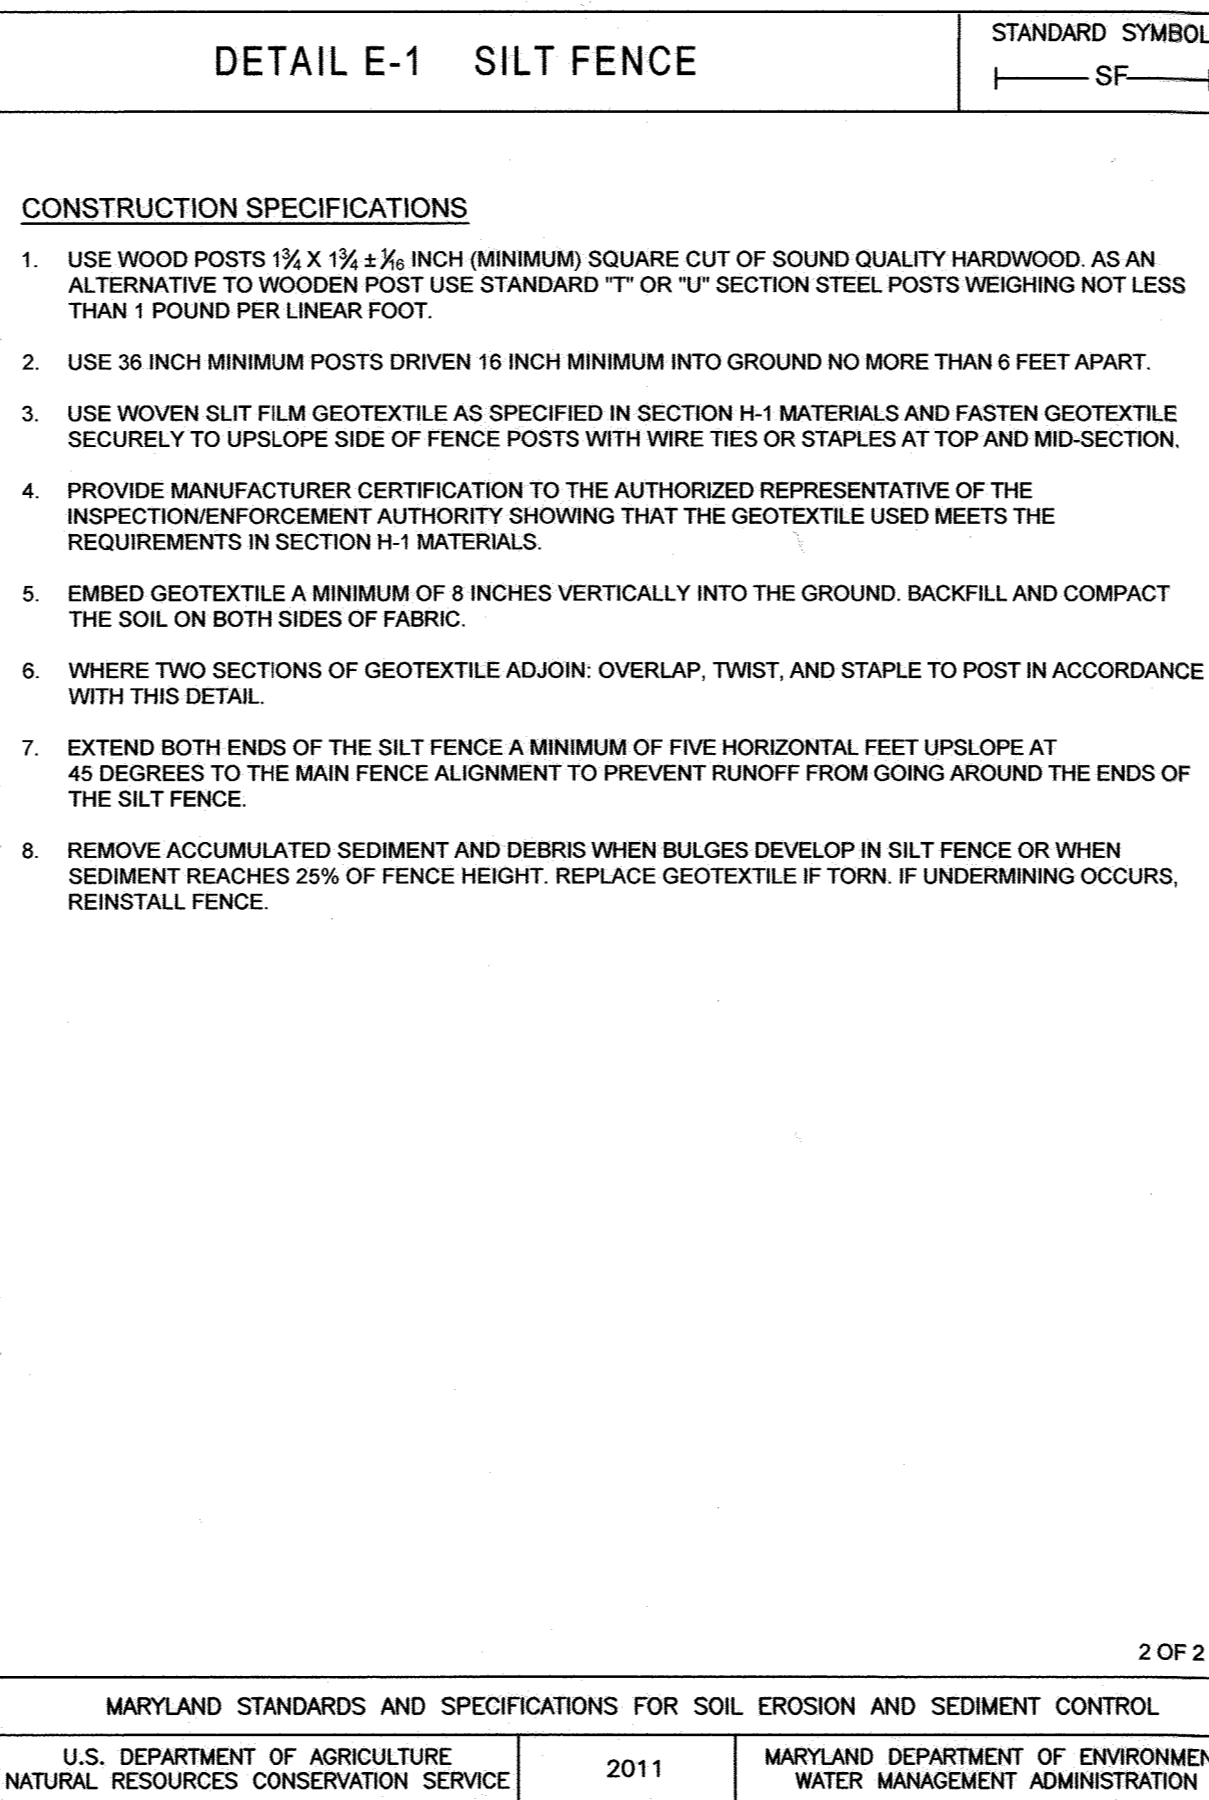 DETAIL E-1 SILT FENCE
STANDARD SYMBOL
SF
CONSTRUCTION SPECIFICATIONS
1. USE WOOD POSTS 1¾ X 1¾ ± 1⁄16 INCH (MINIMUM) SQUARE CUT OF SOUND QUALITY HARDWOOD. AS AN
ALTERNATIVE TO WOODEN POST USE STANDARD "T" OR "U" SECTION STEEL POSTS WEIGHING NOT LESS
THAN 1 POUND PER LINEAR FOOT.
2. USE 36 INCH MINIMUM POSTS DRIVEN 16 INCH MINIMUM INTO GROUND NO MORE THAN 6 FEET APART.
3. USE WOVEN SLIT FILM GEOTEXTILE AS SPECIFIED IN SECTION H-1 MATERIALS AND FASTEN GEOTEXTILE
SECURELY TO UPSLOPE SIDE OF FENCE POSTS WITH WIRE TIES OR STAPLES AT TOP AND MID-SECTION.
4. PROVIDE MANUFACTURER CERTIFICATION TO THE AUTHORIZED REPRESENTATIVE OF THE
INSPECTION/ENFORCEMENT AUTHORITY SHOWING THAT THE GEOTEXTILE USED MEETS THE
REQUIREMENTS IN SECTION H-1 MATERIALS.
5. EMBED GEOTEXTILE A MINIMUM OF 8 INCHES VERTICALLY INTO THE GROUND. BACKFILL AND COMPACT
THE SOIL ON BOTH SIDES OF FABRIC.
6. WHERE TWO SECTIONS OF GEOTEXTILE ADJOIN: OVERLAP, TWIST, AND STAPLE TO POST IN ACCORDANCE
WITH THIS DETAIL.
7. EXTEND BOTH ENDS OF THE SILT FENCE A MINIMUM OF FIVE HORIZONTAL FEET UPSLOPE AT
45 DEGREES TO THE MAIN FENCE ALIGNMENT TO PREVENT RUNOFF FROM GOING AROUND THE ENDS OF
THE SILT FENCE.
8. REMOVE ACCUMULATED SEDIMENT AND DEBRIS WHEN BULGES DEVELOP IN SILT FENCE OR WHEN
SEDIMENT REACHES 25% OF FENCE HEIGHT. REPLACE GEOTEXTILE IF TORN. IF UNDERMINING OCCURS,
REINSTALL FENCE.
2 OF 2
MARYLAND STANDARDS AND SPECIFICATIONS FOR SOIL EROSION AND SEDIMENT CONTROL
U.S. DEPARTMENT OF AGRICULTURE
NATURAL RESOURCES CONSERVATION SERVICE
2011
MARYLAND DEPARTMENT OF ENVIRONMEN
WATER MANAGEMENT ADMINISTRATION